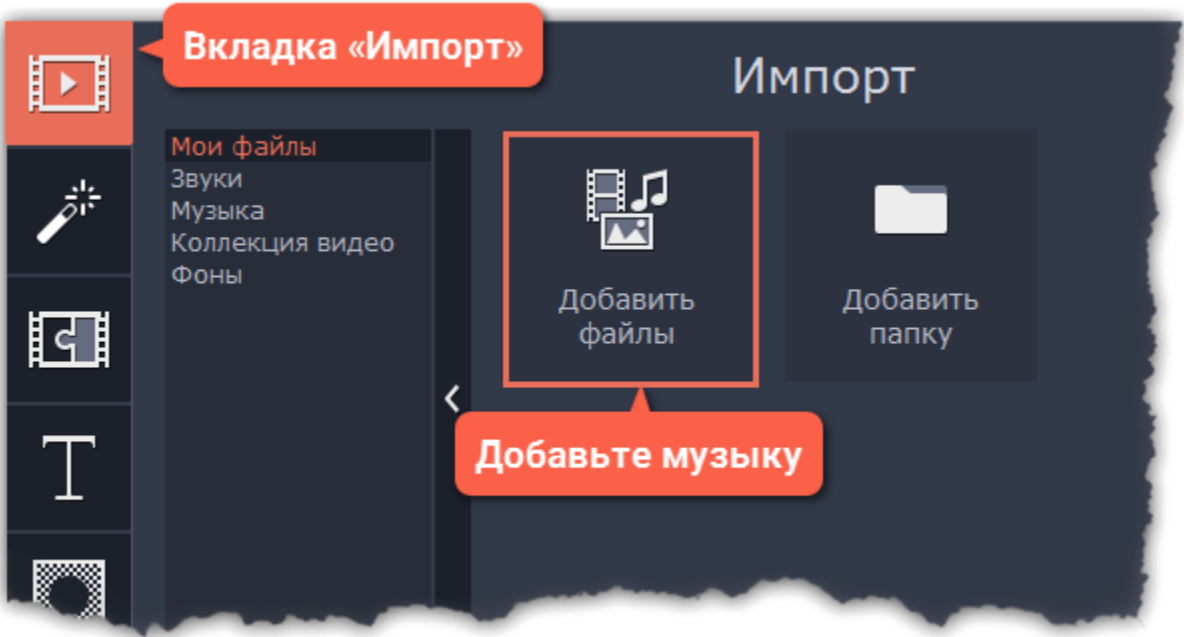 Вкладка «Импорт»
Импорт
Мои файлы
Звуки
Музыка
Коллекция видео
Фоны
Добавить
файлы
Добавить
папку
Добавьте музыку
T